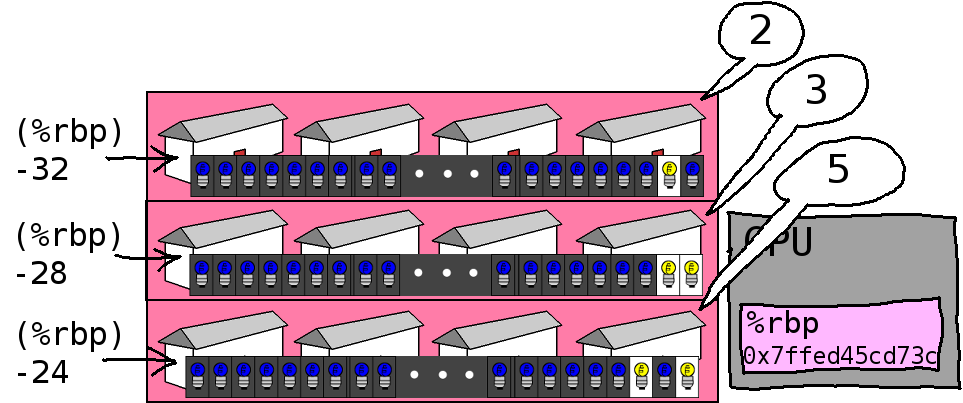 2
3
5
(%rbp)
-32
(%rbp)
-28
(%rbp)
-24
CPU
%rbp
0x7ffed45cd73c